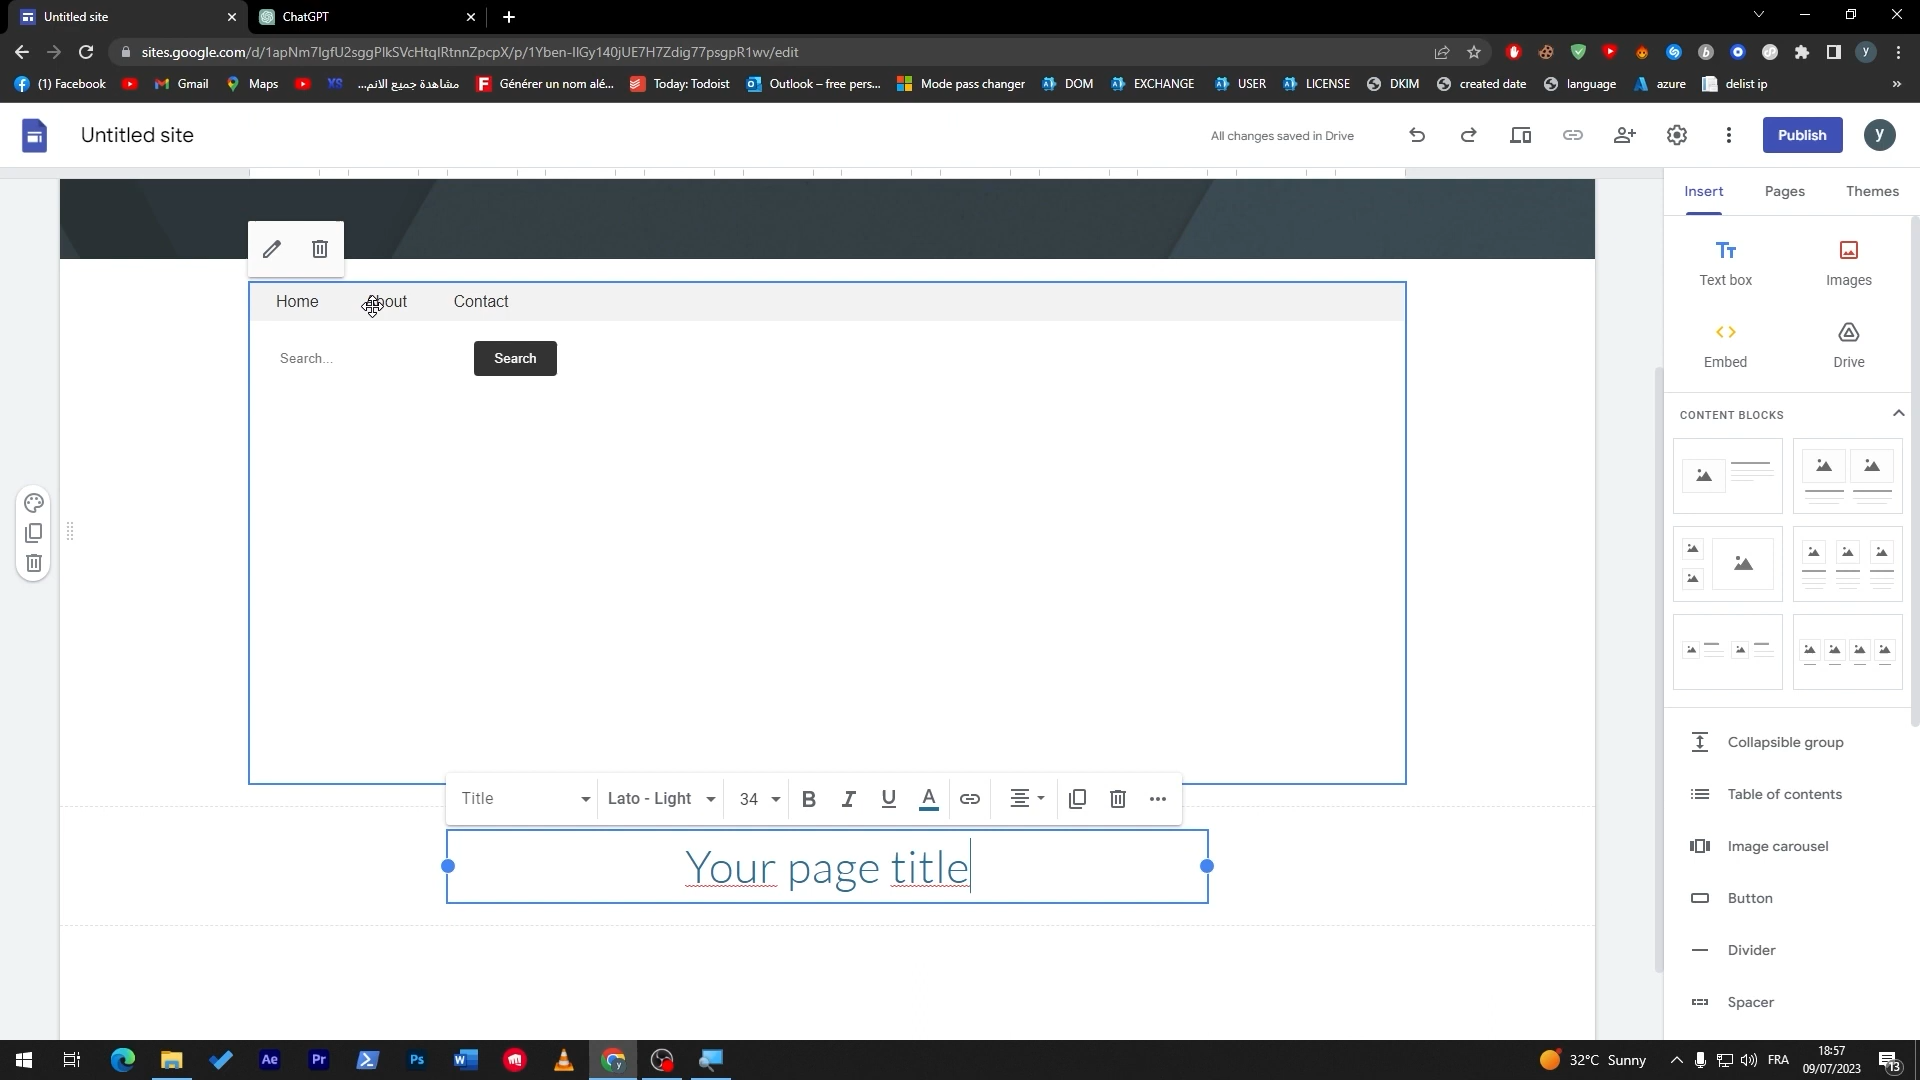 Untitled site
ChatGPT
sites.google.com/d/1apNm7IgfU2sggPlkSVcHtqlRtnnZpcpX/p/1Yben-IlGy140jUE7H7Zdig77psgpR1wv/edit
(1) Facebook
Gmail
Maps
مشاهدة جميع الانم...
Générer un nom alé...
Today: Todoist
Outlook – free pers...
Mode pass changer
DOM
EXCHANGE
USER
LICENSE
DKIM
created date
language
azure
delist ip
Untitled site
All changes saved in Drive
Publish
y
Insert Pages Themes
Text box Images
Embed Drive
CONTENT BLOCKS
Home About Contact
Search... Search
Title Lato - Light 34 B I U A
Your page title
Collapsible group
Table of contents
Image carousel
Button
Divider
Spacer
32°C Sunny
FRA
18:57
09/07/2023
13